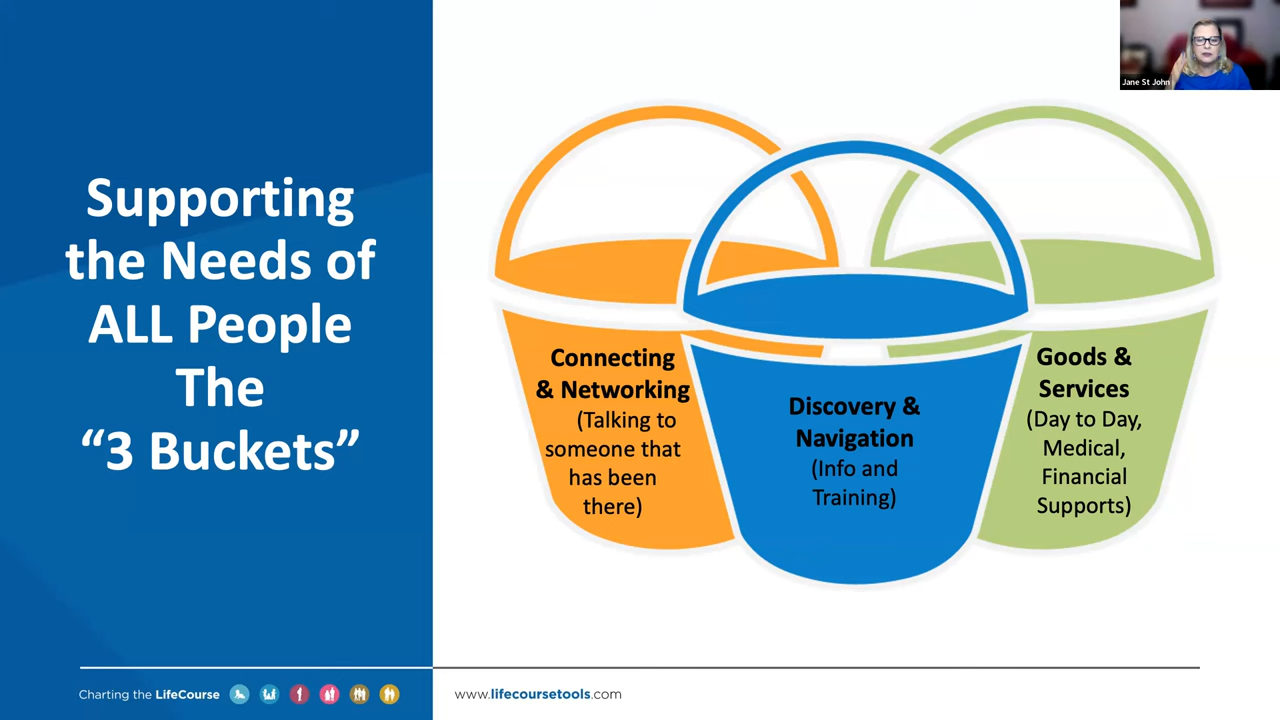 Jane St John
Supporting
the Needs of
ALL People
The
“3 Buckets”
Connecting
& Networking
(Talking to
someone that
has been
there)
Discovery &
Navigation
(Info and
Training)
Goods &
Services
(Day to Day,
Medical,
Financial
Supports)
Charting the LifeCourse
www.lifecoursetools.com